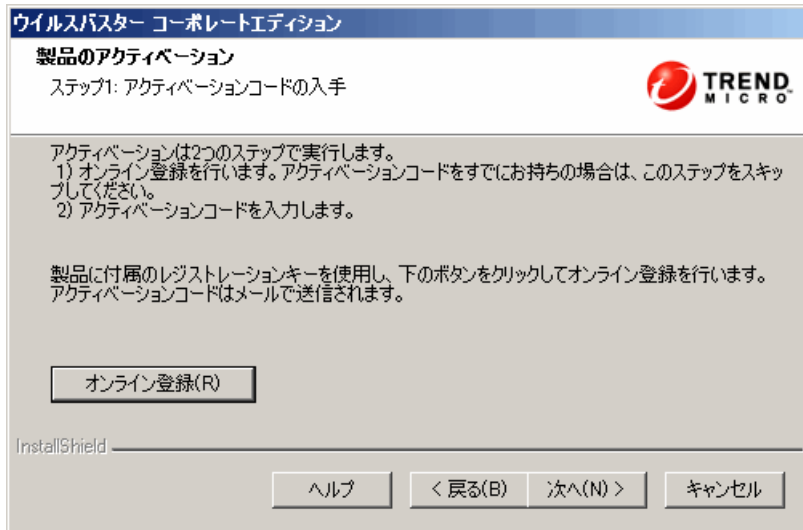 ウイルスバスター コーポレートエディション
製品のアクティベーション
ステップ1: アクティベーションコードの入手
TREND
MICRO
アクティベーションは2つのステップで実行します。
1) オンライン登録を行います。アクティベーションコードをすでにお持ちの場合は、このステップをスキッ
プしてください。
2) アクティベーションコードを入力します。
製品に付属のレジストレーションキーを使用し、下のボタンをクリックしてオンライン登録を行います。
アクティベーションコードはメールで送信されます。
オンライン登録(R)
InstallShield
ヘルプ
< 戻る(B)
次へ(N) >
キャンセル